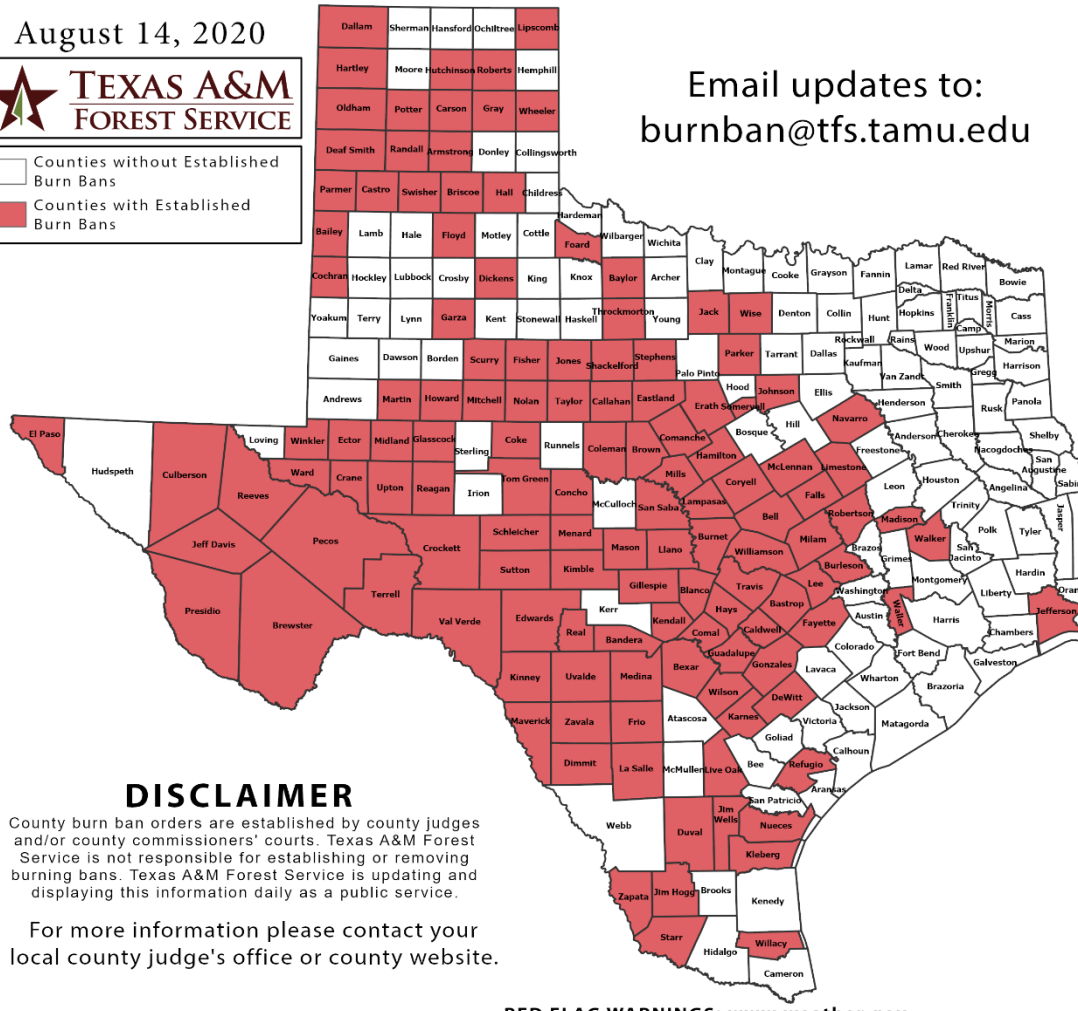 August 14, 2020
TEXAS A&M
FOREST SERVICE
Counties without Established
Burn Bans
Counties with Established
Burn Bans
Email updates to:
burnban@tfs.tamu.edu
Dallam Sherman Hansford Ochiltree Lipscomb
Hartley Moore Hutchinson Roberts Hemphill
Oldham Potter Carson Gray Wheeler
Deaf Smith Randall Armstrong Donley Collingsworth
Parmer Castro Swisher Briscoe Hall Childress
Hardeman
Bailey Lamb Hale Floyd Motley Cottle Foard Wilbarger Wichita
Clay Montague Cooke Grayson Fannin Lamar Red River Bowie
Cochran Hockley Lubbock Crosby Dickens King Knox Baylor Archer
Delta Franklin Titus Morris Cass
Yoakum Terry Lynn Garza Kent Stonewall Haskell Throckmorton Young Jack Wise Denton Collin Hunt Hopkins
Camp Marion
Gaines Dawson Borden Scurry Fisher Jones Shackelford Stephens Palo Pinto Parker Tarrant Dallas Rockwall Kaufman Rains Wood Upshur Gregg Harrison
Van Zandt Smith
Andrews Martin Howard Mitchell Nolan Taylor Callahan Eastland Erath Hood Somervell Johnson Ellis Henderson Rusk Panola
El Paso Hudspeth Culberson Loving Winkler Ector Midland Glasscock Sterling Coke Runnels Coleman Brown Comanche Hamilton Bosque Hill Navarro Freestone Anderson Cherokee Nacogdoches Shelby
San Augustine Sabi
Reeves Ward Crane Upton Reagan Irion Tom Green Concho McCulloch San Saba Mills Lampasas Coryell McLennan Limestone Falls Leon Houston Angelina
Trinity Polk Tyler Jasper
Jeff Davis Pecos Crockett Schleicher Menard Mason Llano Burnet Bell Milam Robertson Madison Walker San Jacinto
Brazos Grimes
Presidio Brewster Terrell Val Verde Sutton Kimble Gillespie Blanco Williamson Travis Lee Burleson Washington Montgomery Liberty Hardin Oran
Edwards Real Kerr Bandera Kendall Hays Comal Caldwell Bastrop Fayette Austin Waller Harris Chambers Jefferson
Kinney Uvalde Medina Bexar Guadalupe Gonzales Lavaca Colorado Fort Bend Galveston
Wharton Brazoria
Maverick Zavala Frio Atascosa Wilson Karnes DeWitt Victoria Jackson Matagorda
Goliad Calhoun
Dimmit La Salle McMullen Live Oak Bee Refugio Aransas
San Patricio
Webb Duval Jim Wells Nueces
Kleberg
Zapata Jim Hogg Brooks Kenedy
Starr Hidalgo Willacy
Cameron
DISCLAIMER
County burn ban orders are established by county judges
and/or county commissioners' courts. Texas A&M Forest
Service is not responsible for establishing or removing
burning bans. Texas A&M Forest Service is updating and
displaying this information daily as a public service.
For more information please contact your
local county judge's office or county website.